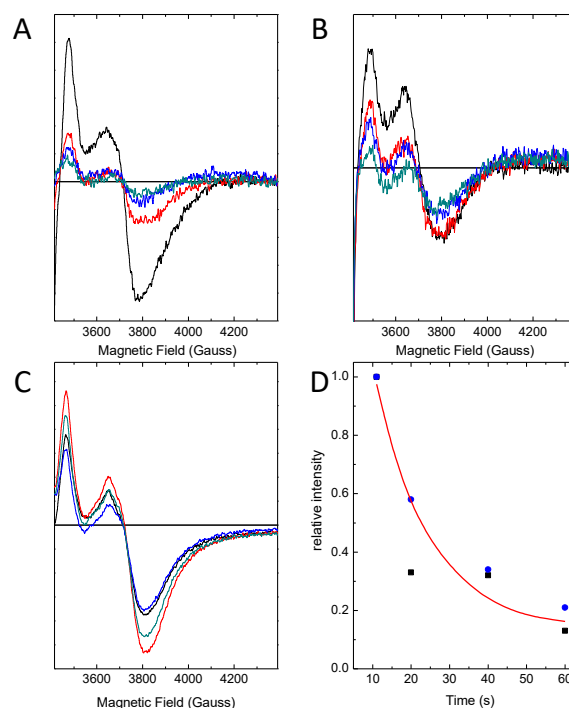 A
B
3600 3800 4000 4200
Magnetic Field (Gauss)
3600 3800 4000 4200
Magnetic Field (Gauss)
C
D
3600 3800 4000 4200
Magnetic Field (Gauss)
1.0
0.8
0.6
0.4
0.2
0.0
relative intensity
10 20 30 40 50 60
Time (s)